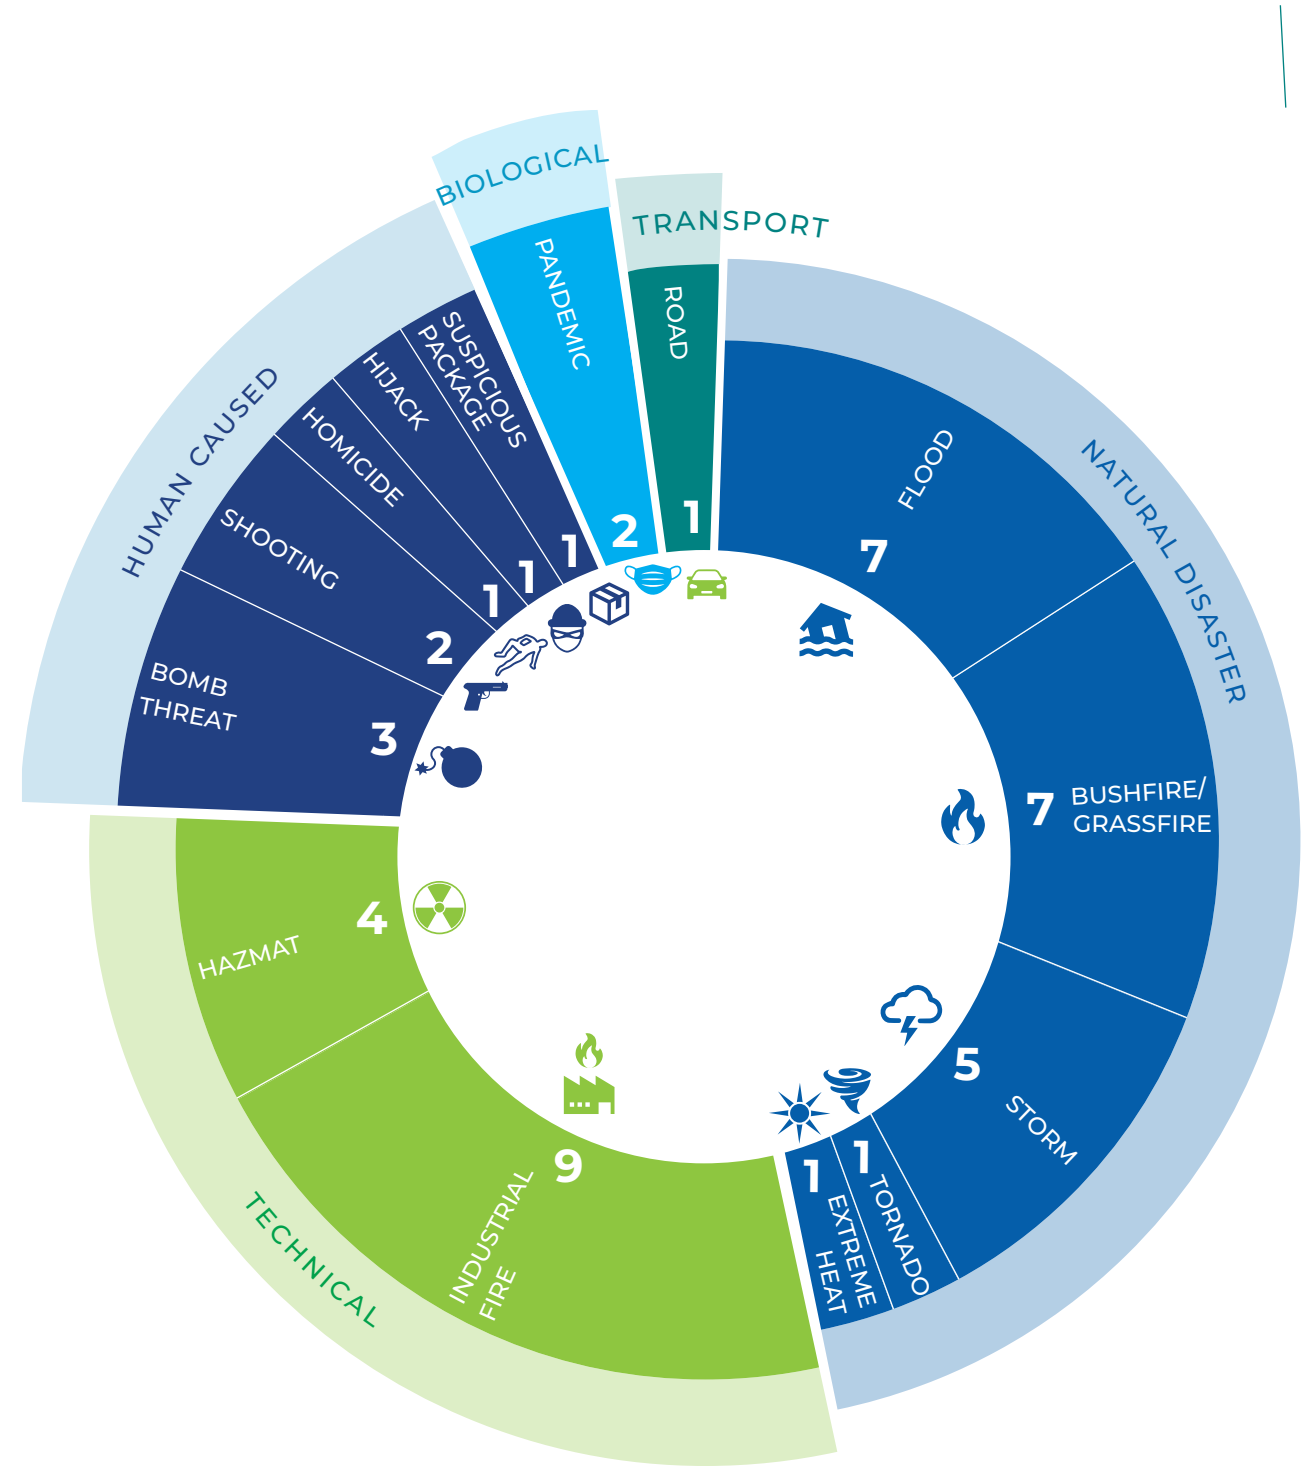 BIOLOGICAL
PANDEMIC
2
TRANSPORT
ROAD
1
NATURAL DISASTER
FLOOD
7
7
BUSHFIRE/
GRASSFIRE
5
STORM
1
TORNADO
1
EXTREME
HEAT
TECHNICAL
9
INDUSTRIAL
FIRE
4
HAZMAT
HUMAN CAUSED
BOMB
THREAT
3
SHOOTING
2
HOMICIDE
1
HIJACK
1
SUSPICIOUS
PACKAGE
1